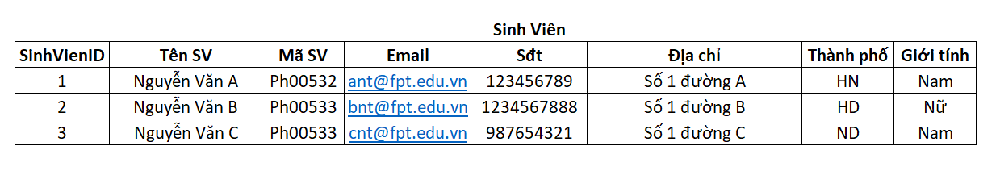 Sinh Viên
SinhVienID Tên SV Mã SV Email Sđt Địa chỉ Thành phố Giới tính
1 Nguyễn Văn A Ph00532 ant@fpt.edu.vn 123456789 Số 1 đường A HN Nam
2 Nguyễn Văn B Ph00533 bnt@fpt.edu.vn 1234567888 Số 1 đường B HD Nữ
3 Nguyễn Văn C Ph00533 cnt@fpt.edu.vn 987654321 Số 1 đường C ND Nam